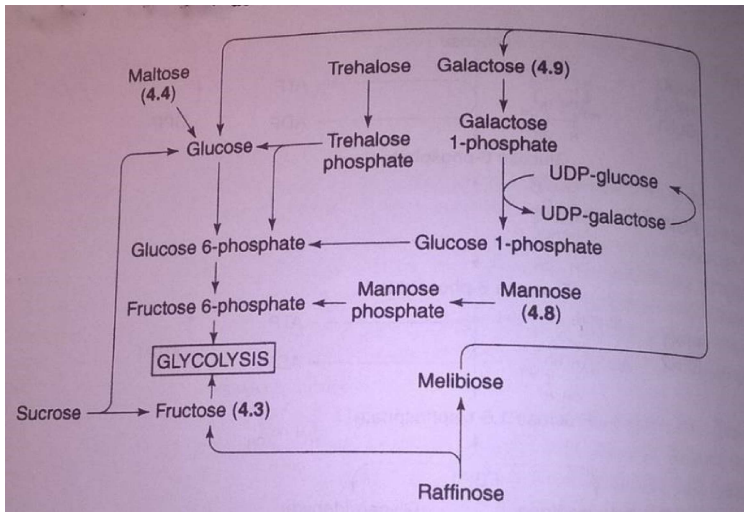 Maltose
(4.4)
Trehalose
Galactose (4.9)
Glucose
Trehalose
phosphate
Galactose
1-phosphate
UDP-glucose
UDP-galactose
Glucose 6-phosphate
Glucose 1-phosphate
Fructose 6-phosphate
Mannose
phosphate
Mannose
(4.8)
GLYCOLYSIS
Melibiose
Sucrose
Fructose (4.3)
Raffinose